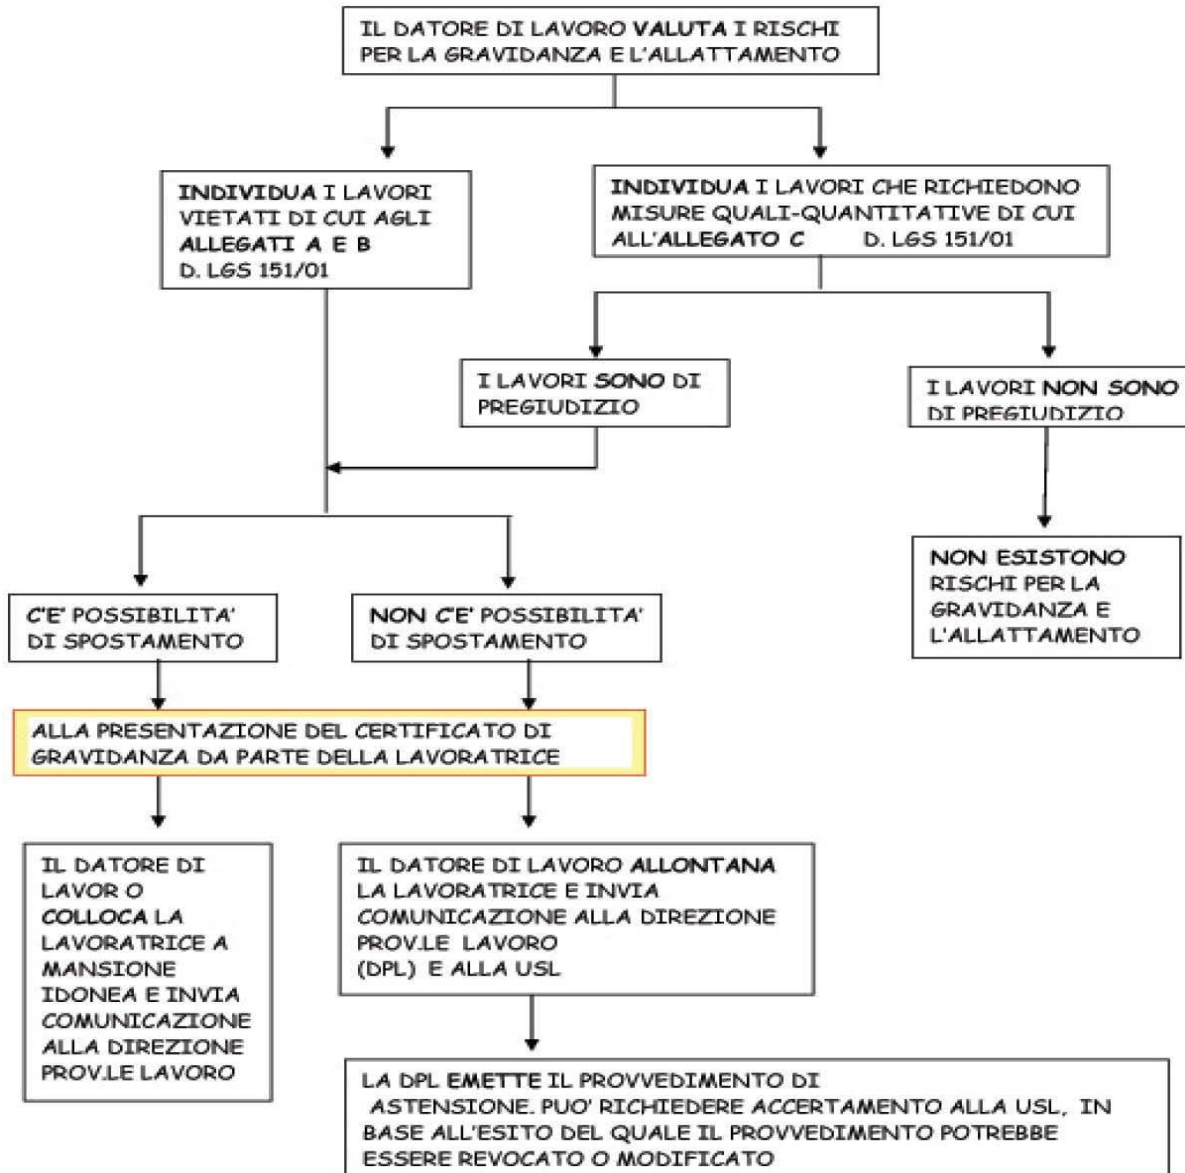 IL DATORE DI LAVORO VALUTA I RISCHI
PER LA GRAVIDANZA E L'ALLATTAMENTO
INDIVIDUA I LAVORI
VIETATI DI CUI AGLI
ALLEGATI A E B
D. LGS 151/01
INDIVIDUA I LAVORI CHE RICHIEDONO
MISURE QUALI-QUANTITATIVE DI CUI
ALL'ALLEGATO C D. LGS 151/01
I LAVORI SONO DI
PREGIUDIZIO
I LAVORI NON SONO
DI PREGIUDIZIO
NON ESISTONO
RISCHI PER LA
GRAVIDANZA E
L'ALLATTAMENTO
C'E' POSSIBILITA'
DI SPOSTAMENTO
NON C'E' POSSIBILITA'
DI SPOSTAMENTO
ALLA PRESENTAZIONE DEL CERTIFICATO DI
GRAVIDANZA DA PARTE DELLA LAVORATRICE
IL DATORE DI
LAVOR O
COLLOCA LA
LAVORATRICE A
MANSIONE
IDONEA E INVIA
COMUNICAZIONE
ALLA DIREZIONE
PROV.LE LAVORO
IL DATORE DI LAVORO ALLONTANA
LA LAVORATRICE E INVIA
COMUNICAZIONE ALLA DIREZIONE
PROV.LE LAVORO
(DPL) E ALLA USL
LA DPL EMETTE IL PROVVEDIMENTO DI
ASTENSIONE. PUO' RICHIEDERE ACCERTAMENTO ALLA USL, IN
BASE ALL'ESITO DEL QUALE IL PROVVEDIMENTO POTREBBE
ESSERE REVOCATO O MODIFICATO